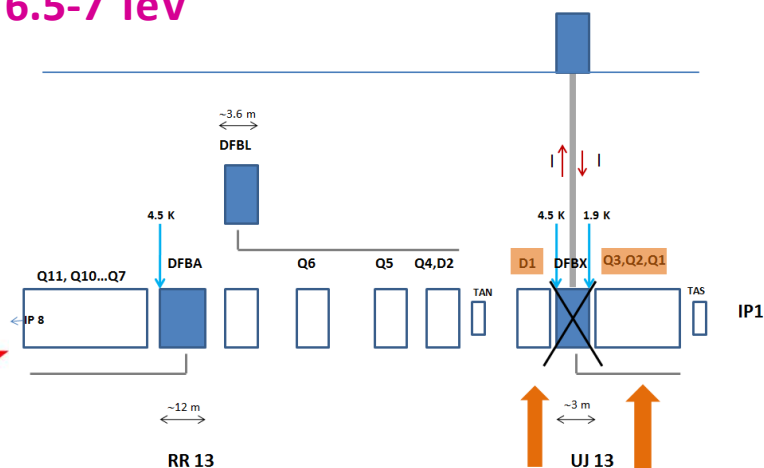 6.5-7 TeV
~3.6 m
DFBL
I I
4.5 K
4.5 K 1.9 K
Q11, Q10...Q7
DFBA
Q6
Q5
Q4,D2
TAN
D1
DFBX
Q3,Q2,Q1
TAS
IP 8
IP1
~12 m
~3 m
RR 13
UJ 13